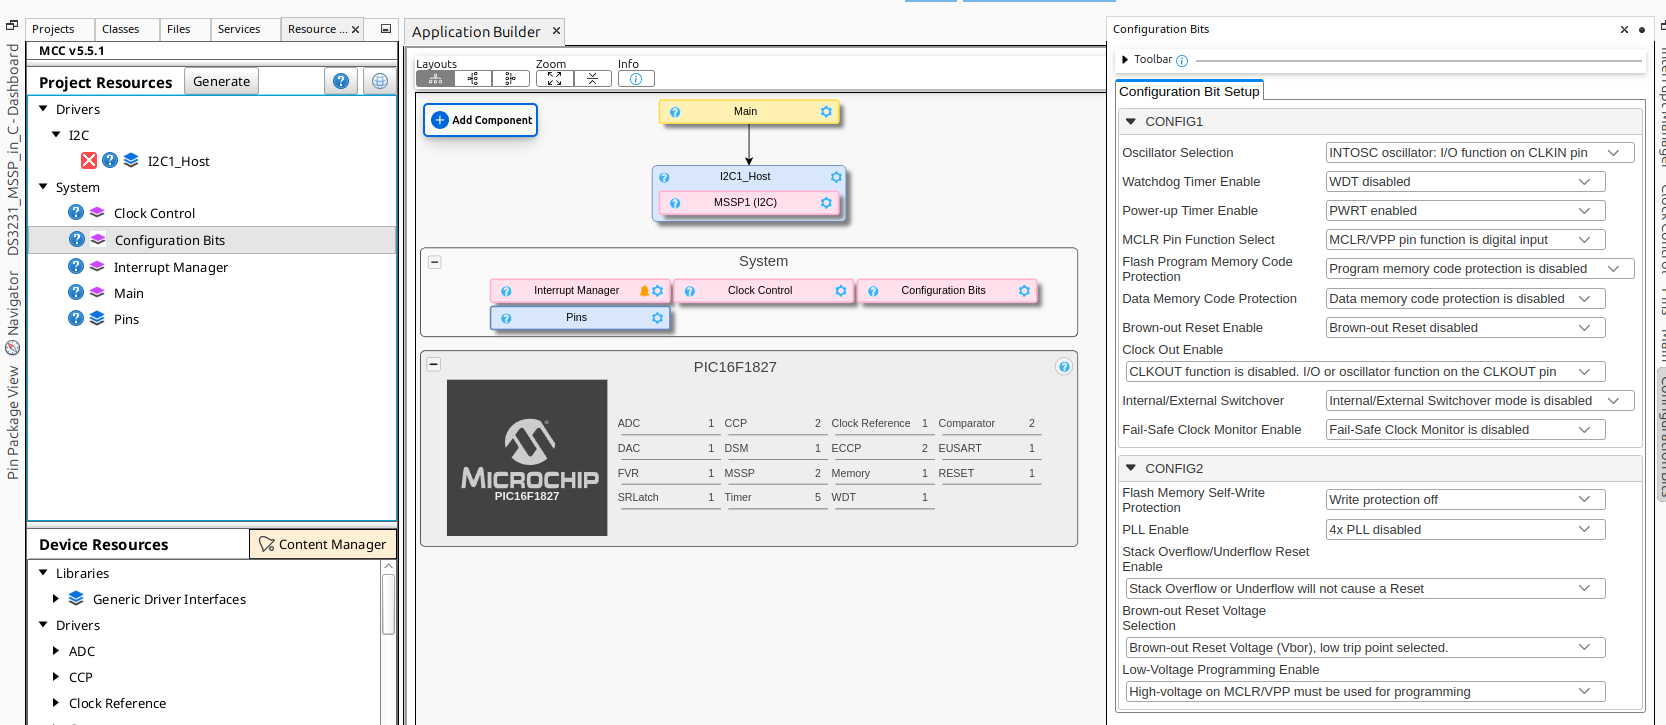 Projects
Classes
Files
Services
Resource ...
MCC v5.5.1
Project Resources
Generate
Drivers
I2C
I2C1_Host
System
Clock Control
Configuration Bits
Interrupt Manager
Main
Pins
Device Resources
Content Manager
Libraries
Generic Driver Interfaces
Drivers
ADC
CCP
Clock Reference
DS3231_MSSP_in_C - Dashboard
Navigator
Pin Package View
Application Builder
Layouts
Zoom
Info
Add Component
Main
I2C1_Host
MSSP1 (I2C)
System
Interrupt Manager
Clock Control
Configuration Bits
Pins
PIC16F1827
MICROCHIP
PIC16F1827
ADC 1 CCP 2 Clock Reference 1 Comparator 2
DAC 1 DSM 1 ECCP 2 EUSART 1
FVR 1 MSSP 2 Memory 1 RESET 1
SRLatch 1 Timer 5 WDT 1
Configuration Bits
Toolbar
Configuration Bit Setup
CONFIG1
Oscillator Selection INTOSC oscillator: I/O function on CLKIN pin
Watchdog Timer Enable WDT disabled
Power-up Timer Enable PWRT enabled
MCLR Pin Function Select MCLR/VPP pin function is digital input
Flash Program Memory Code
Protection Program memory code protection is disabled
Data Memory Code Protection Data memory code protection is disabled
Brown-out Reset Enable Brown-out Reset disabled
Clock Out Enable
CLKOUT function is disabled. I/O or oscillator function on the CLKOUT pin
Internal/External Switchover Internal/External Switchover mode is disabled
Fail-Safe Clock Monitor Enable Fail-Safe Clock Monitor is disabled
CONFIG2
Flash Memory Self-Write
Protection Write protection off
PLL Enable 4x PLL disabled
Stack Overflow/Underflow Reset
Enable
Stack Overflow or Underflow will not cause a Reset
Brown-out Reset Voltage
Selection
Brown-out Reset Voltage (Vbor), low trip point selected.
Low-Voltage Programming Enable
High-voltage on MCLR/VPP must be used for programming